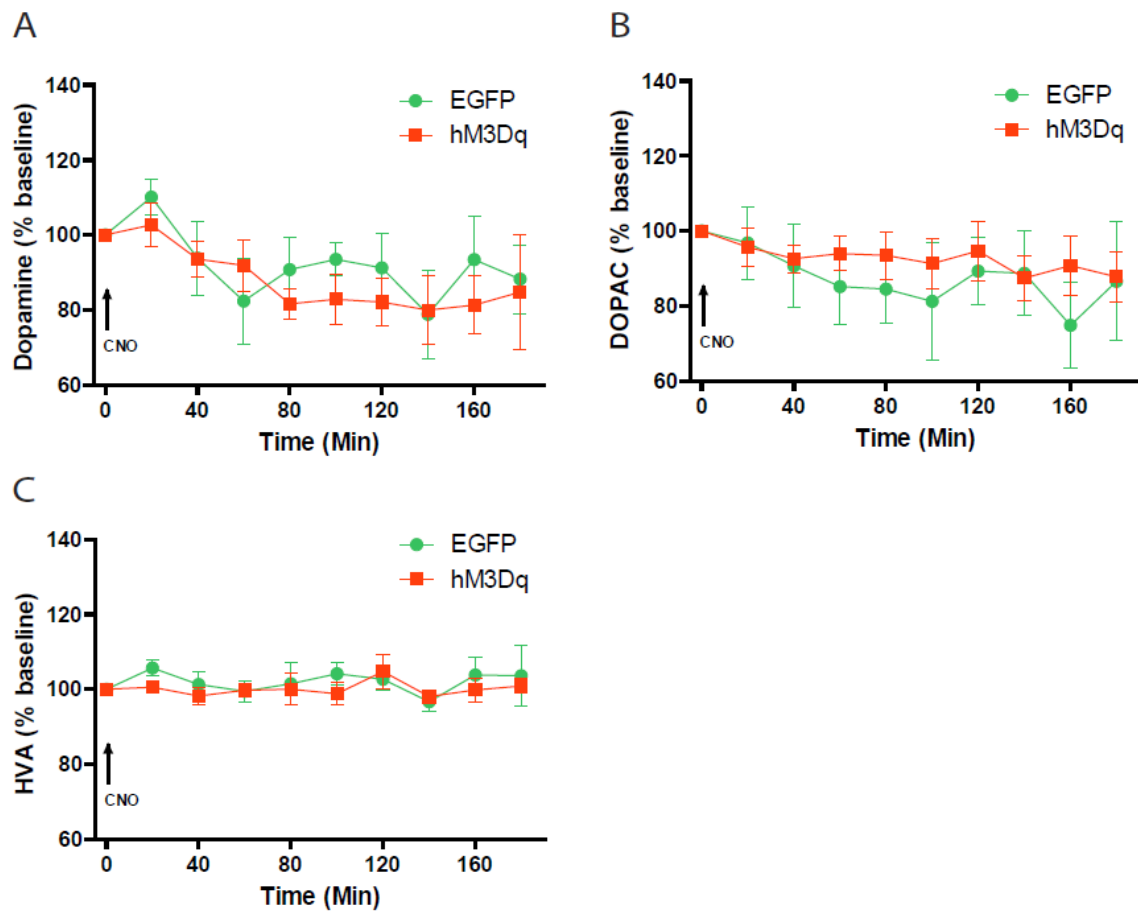 A
Dopamine (% baseline)
140
120
100
80
60
EGFP
hM3Dq
CNO
0 40 80 120 160
Time (Min)
B
DOPAC (% baseline)
140
120
100
80
60
EGFP
hM3Dq
CNO
0 40 80 120 160
Time (Min)
C
HVA (% baseline)
140
120
100
80
60
EGFP
hM3Dq
CNO
0 40 80 120 160
Time (Min)